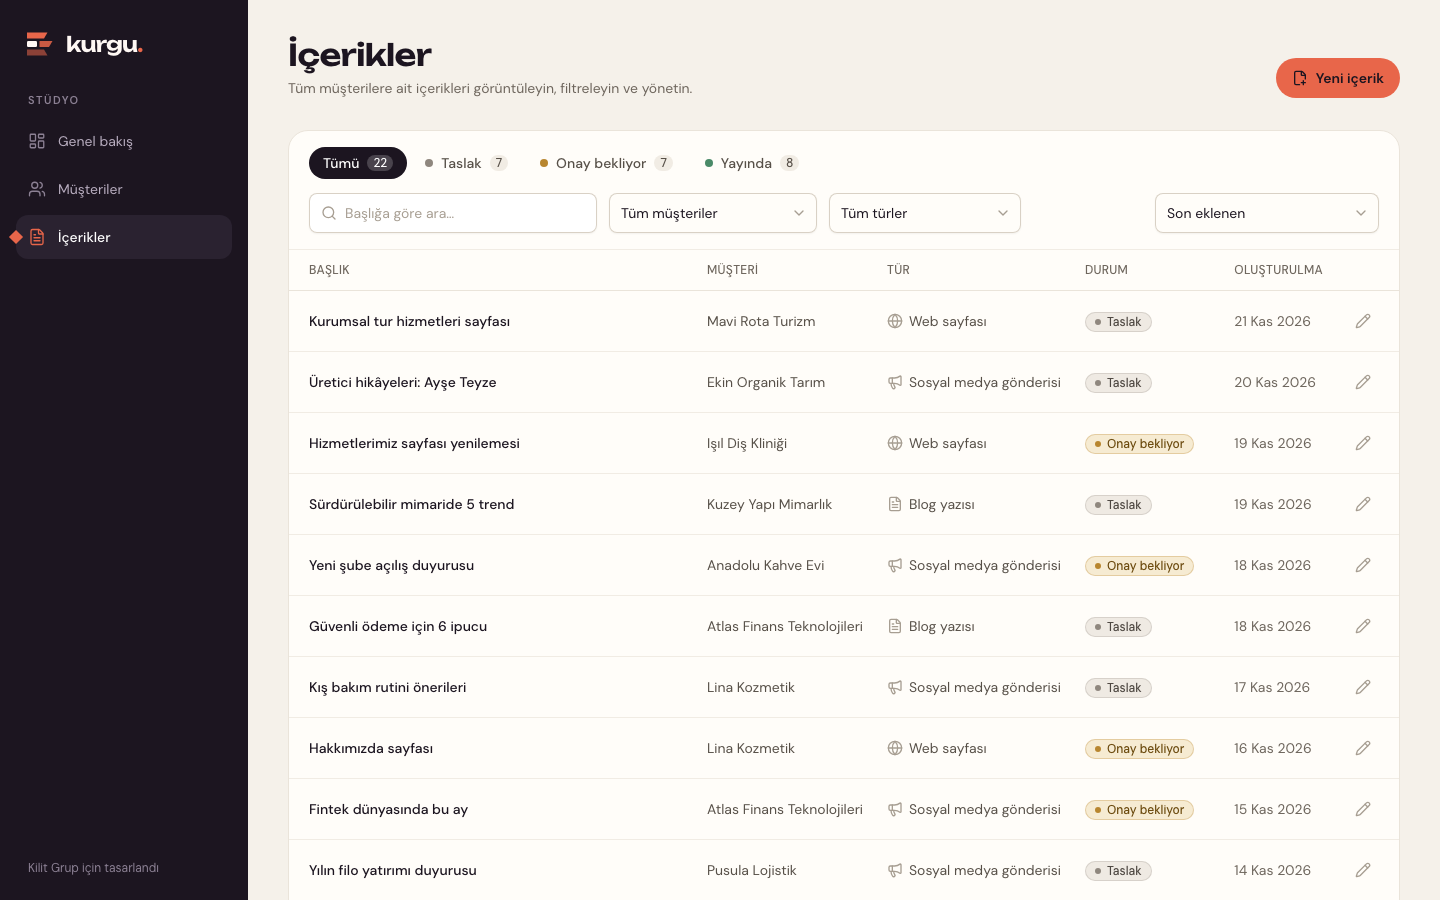 kurgu.
STÜDYO
Genel bakış
Müşteriler
İçerikler
Kilit Grup için tasarlandı
İçerikler
Tüm müşterilere ait içerikleri görüntüleyin, filtreleyin ve yönetin.
Yeni içerik
Tümü 22 Taslak 7 Onay bekliyor 7 Yayında 8
Başlığa göre ara… Tüm müşteriler Tüm türler Son eklenen
BAŞLIK MÜŞTERİ TÜR DURUM OLUŞTURULMA
Kurumsal tur hizmetleri sayfası Mavi Rota Turizm Web sayfası Taslak 21 Kas 2026
Üretici hikâyeleri: Ayşe Teyze Ekin Organik Tarım Sosyal medya gönderisi Taslak 20 Kas 2026
Hizmetlerimiz sayfası yenilemesi Işıl Diş Kliniği Web sayfası Onay bekliyor 19 Kas 2026
Sürdürülebilir mimaride 5 trend Kuzey Yapı Mimarlık Blog yazısı Taslak 19 Kas 2026
Yeni şube açılış duyurusu Anadolu Kahve Evi Sosyal medya gönderisi Onay bekliyor 18 Kas 2026
Güvenli ödeme için 6 ipucu Atlas Finans Teknolojileri Blog yazısı Taslak 18 Kas 2026
Kış bakım rutini önerileri Lina Kozmetik Sosyal medya gönderisi Taslak 17 Kas 2026
Hakkımızda sayfası Lina Kozmetik Web sayfası Onay bekliyor 16 Kas 2026
Fintek dünyasında bu ay Atlas Finans Teknolojileri Sosyal medya gönderisi Onay bekliyor 15 Kas 2026
Yılın filo yatırımı duyurusu Pusula Lojistik Sosyal medya gönderisi Taslak 14 Kas 2026